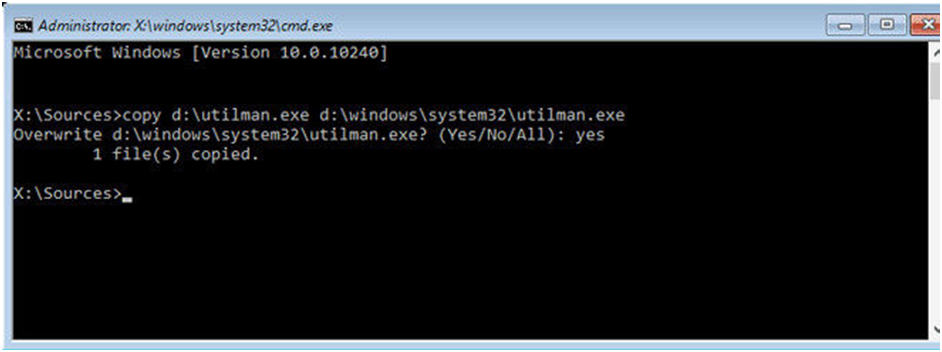 Administrator: X:\windows\system32\cmd.exe
Microsoft Windows [Version 10.0.10240]
X:\Sources>copy d:\utilman.exe d:\windows\system32\utilman.exe
Overwrite d:\windows\system32\utilman.exe? (Yes/No/All): yes
1 file(s) copied.
X:\Sources>